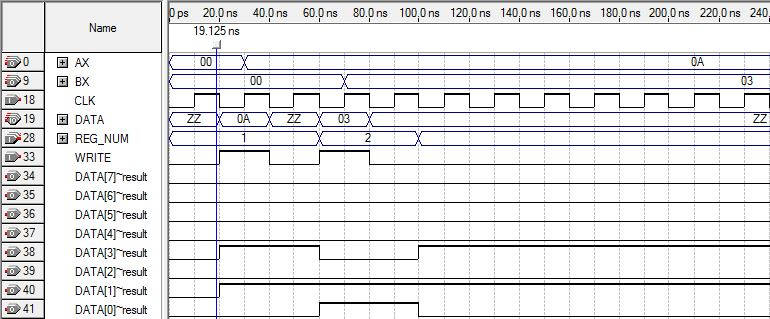 Name
0 ps 20.0 ns 40.0 ns 60.0 ns 80.0 ns 100.0 ns 120.0 ns 140.0 ns 160.0 ns 180.0 ns 200.0 ns 220.0 ns 240.
19.125 ns
0 AX 00 0A
9 BX 00 03
18 CLK
19 DATA ZZ 0A ZZ 03 ZZ
28 REG_NUM 1 2
33 WRITE
34 DATA[7]~result
35 DATA[6]~result
36 DATA[5]~result
37 DATA[4]~result
38 DATA[3]~result
39 DATA[2]~result
40 DATA[1]~result
41 DATA[0]~result